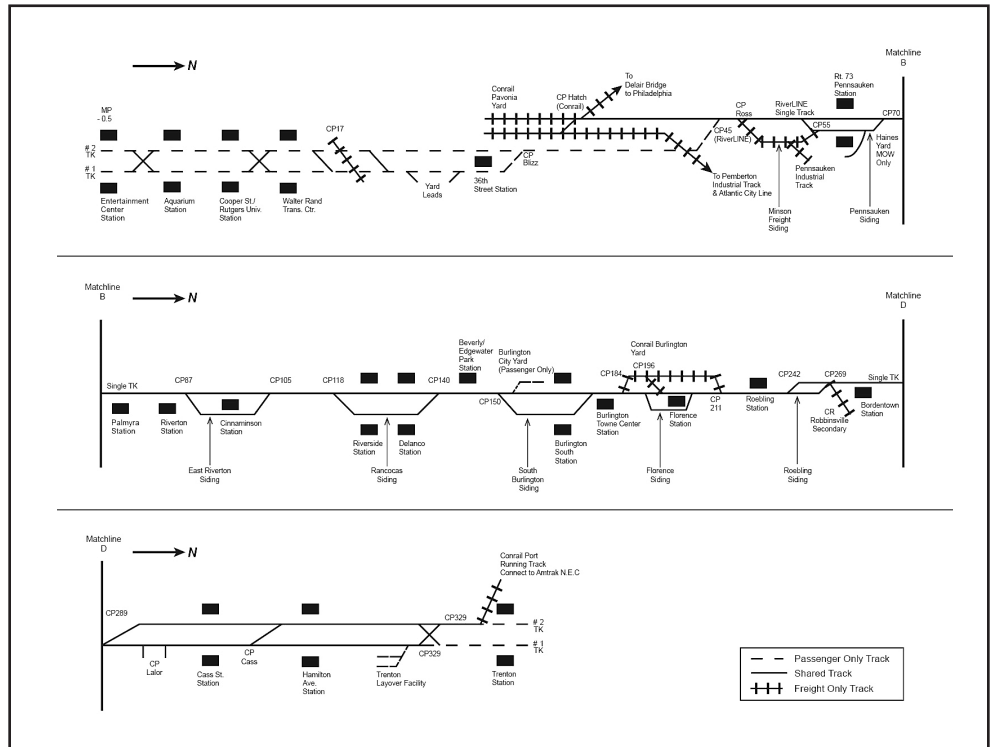 Matchline
B
N
To
Delair Bridge
to Philadelphia
Rt. 73
Pennsauken
Station
Conrail
Pavonia
Yard
CP Hatch
(Conrail)
CP
Ross
RiverLINE
Single Track
MP
- 0.5
CP17
CP55
CP70
CP45
(RiverLINE)
# 2
TK
# 1
TK
CP
Blizz
Haines
Yard
MOW
Only
36th
Street Station
Yard
Leads
To Pemberton
Industrial Track
& Atlantic City Line
Pennsauken
Industrial
Track
Entertainment
Center
Station
Aquarium
Station
Cooper St./
Rutgers Univ.
Station
Walter Rand
Trans. Ctr.
Minson
Freight
Siding
Pennsauken
Siding
Matchline
B
N
Matchline
D
Beverly/
Edgewater
Park
Station
Burlington
City Yard
(Passenger Only)
Conrail Burlington
Yard
Single TK
CP87
CP105
CP118
CP140
CP150
CP184
CP196
CP
211
CP242
CP269
Single TK
Roebling
Station
Bordentown
Station
CR
Robbinsville
Secondary
Palmyra
Station
Riverton
Station
Cinnaminson
Station
Riverside
Station
Delanco
Station
Burlington
South
Station
Burlington
Towne Center
Station
Florence
Station
East Riverton
Siding
Rancocas
Siding
South
Burlington
Siding
Florence
Siding
Roebling
Siding
Matchline
D
N
Conrail Port
Running Track
Connect to Amtrak N.E.C
CP289
CP329
# 2
TK
# 1
TK
CP
Lalor
Cass St.
Station
CP
Cass
Hamilton
Ave.
Station
CP329
Trenton
Layover Facility
Trenton
Station
Passenger Only Track
Shared Track
Freight Only Track